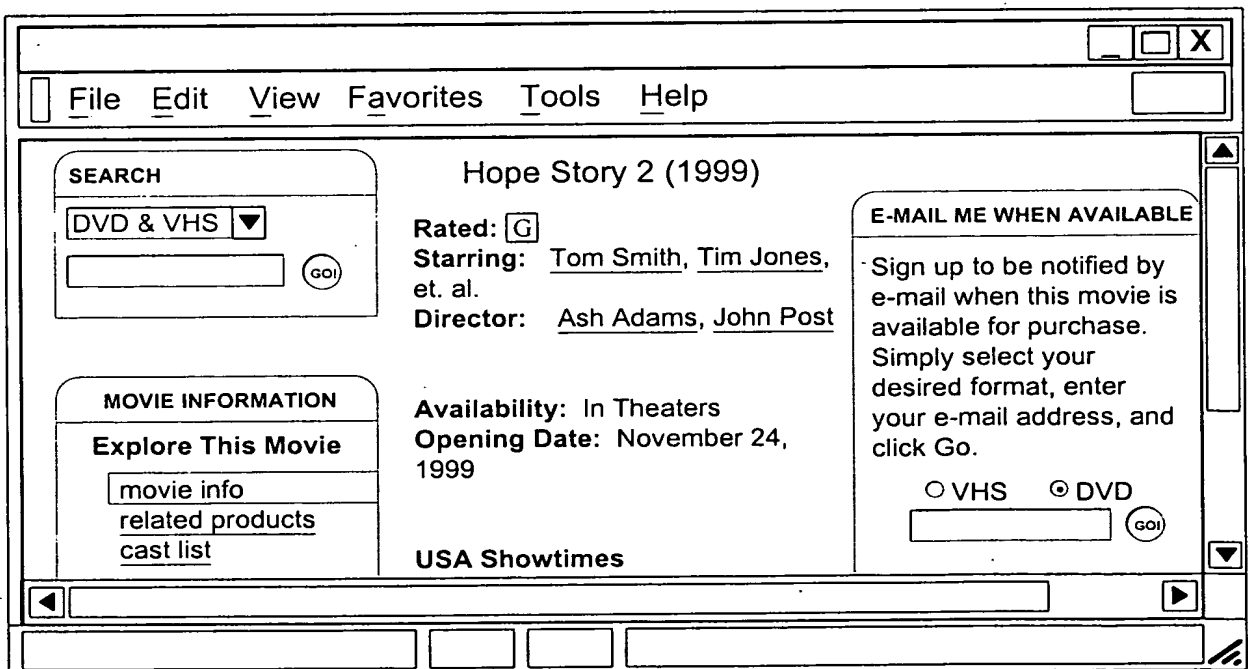 X
File Edit View Favorites Tools Help
SEARCH
DVD & VHS
GO!
MOVIE INFORMATION
Explore This Movie
movie info
related products
cast list
Hope Story 2 (1999)
Rated: G
Starring: Tom Smith, Tim Jones,
et. al.
Director: Ash Adams, John Post
Availability: In Theaters
Opening Date: November 24,
1999
USA Showtimes
E-MAIL ME WHEN AVAILABLE
Sign up to be notified by
e-mail when this movie is
available for purchase.
Simply select your
desired format, enter
your e-mail address, and
click Go.
VHS DVD
GO!